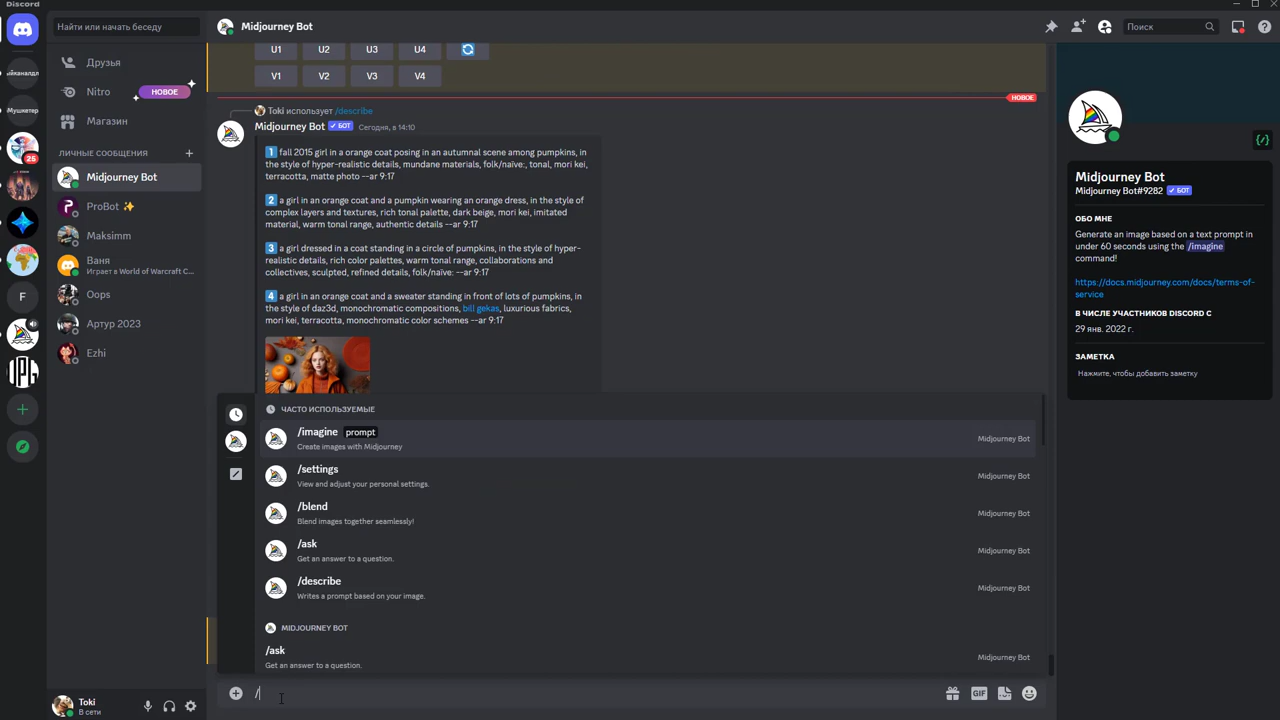 Discord
Найти или начать беседу
Midjourney Bot
Поиск
Друзья
Nitro
НОВОЕ
Магазин
ЛИЧНЫЕ СООБЩЕНИЯ
Midjourney Bot
ProBot ✨
Maksimm
Ваня
Играет в World of Warcraft C...
Oops
Артур 2023
Ezhi
Мушкетер
25
F
U1 U2 U3 U4
V1 V2 V3 V4
НОВОЕ
Toki использует /describe
Midjourney Bot ✓ БОТ Сегодня, в 14:10
1 fall 2015 girl in a orange coat posing in an autumnal scene among pumpkins, in
the style of hyper-realistic details, mundane materials, folk/naïve:, tonal, mori kei,
terracotta, matte photo --ar 9:17
2 a girl in an orange coat and a pumpkin wearing an orange dress, in the style of
complex layers and textures, rich tonal palette, dark beige, mori kei, imitated
material, warm tonal range, authentic details --ar 9:17
3 a girl dressed in a coat standing in a circle of pumpkins, in the style of hyper-
realistic details, rich color palettes, warm tonal range, collaborations and
collectives, sculpted, refined details, folk/naïve: --ar 9:17
4 a girl in an orange coat and a sweater standing in front of lots of pumpkins, in
the style of daz3d, monochromatic compositions, bill gekas, luxurious fabrics,
mori kei, terracotta, monochromatic color schemes --ar 9:17
ЧАСТО ИСПОЛЬЗУЕМЫЕ
/imagine prompt
Create images with Midjourney
Midjourney Bot
/settings
View and adjust your personal settings.
Midjourney Bot
/blend
Blend images together seamlessly!
Midjourney Bot
/ask
Get an answer to a question.
Midjourney Bot
/describe
Writes a prompt based on your image.
Midjourney Bot
MIDJOURNEY BOT
/ask
Get an answer to a question.
Midjourney Bot
/
GIF
Toki
В сети
Midjourney Bot
Midjourney Bot#9282 ✓ БОТ
ОБО МНЕ
Generate an image based on a text prompt in
under 60 seconds using the /imagine
command!
https://docs.midjourney.com/docs/terms-of-
service
В ЧИСЛЕ УЧАСТНИКОВ DISCORD С
29 янв. 2022 г.
ЗАМЕТКА
Нажмите, чтобы добавить заметку